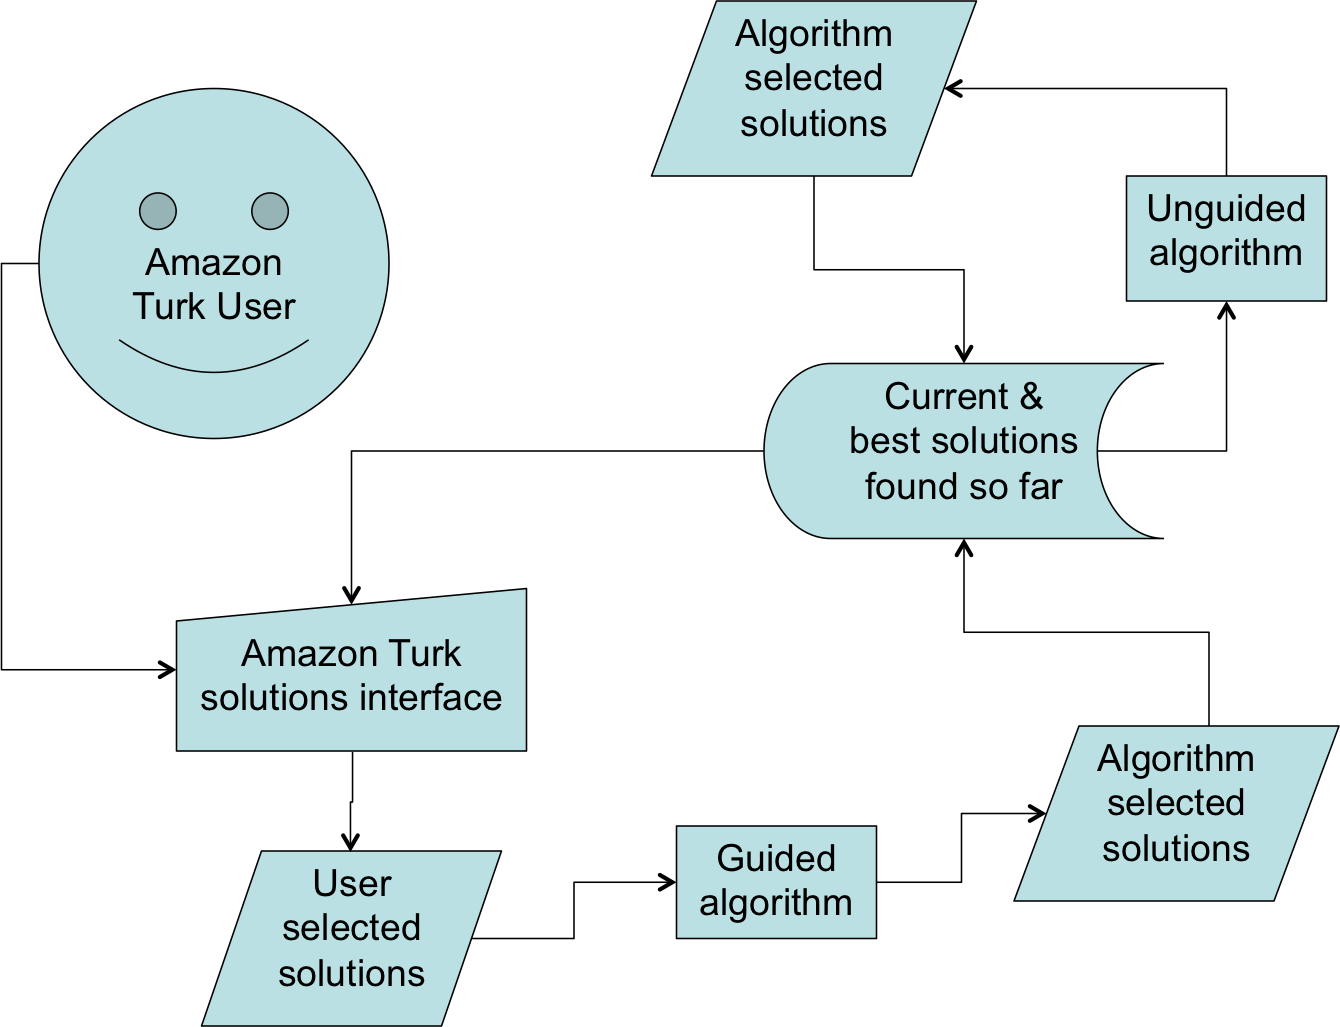 Algorithm
selected
solutions
Unguided
algorithm
Amazon
Turk User
Current &
best solutions
found so far
Amazon Turk
solutions interface
Algorithm
selected
solutions
Guided
algorithm
User
selected
solutions